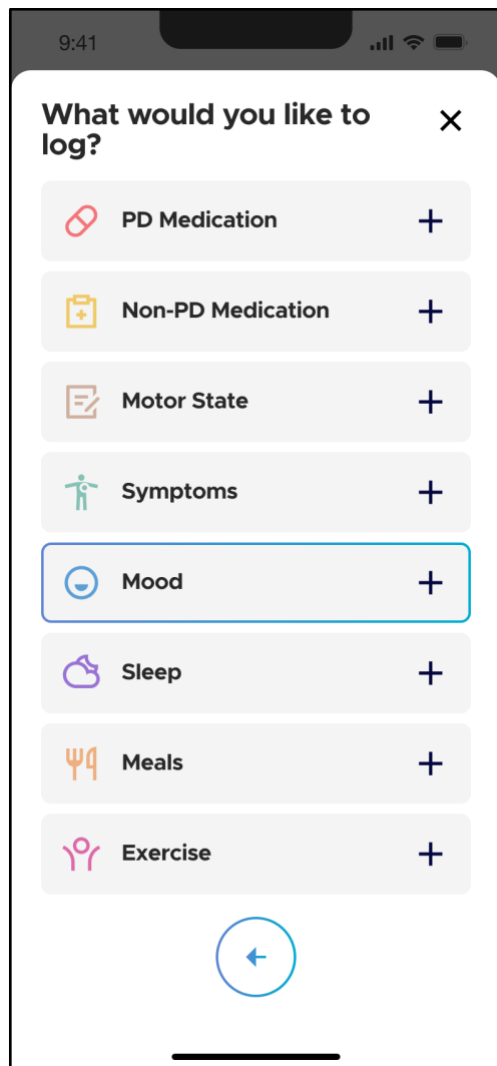 9:41
What would you like to
log?
PD Medication
Non-PD Medication
Motor State
Symptoms
Mood
Sleep
Meals
Exercise